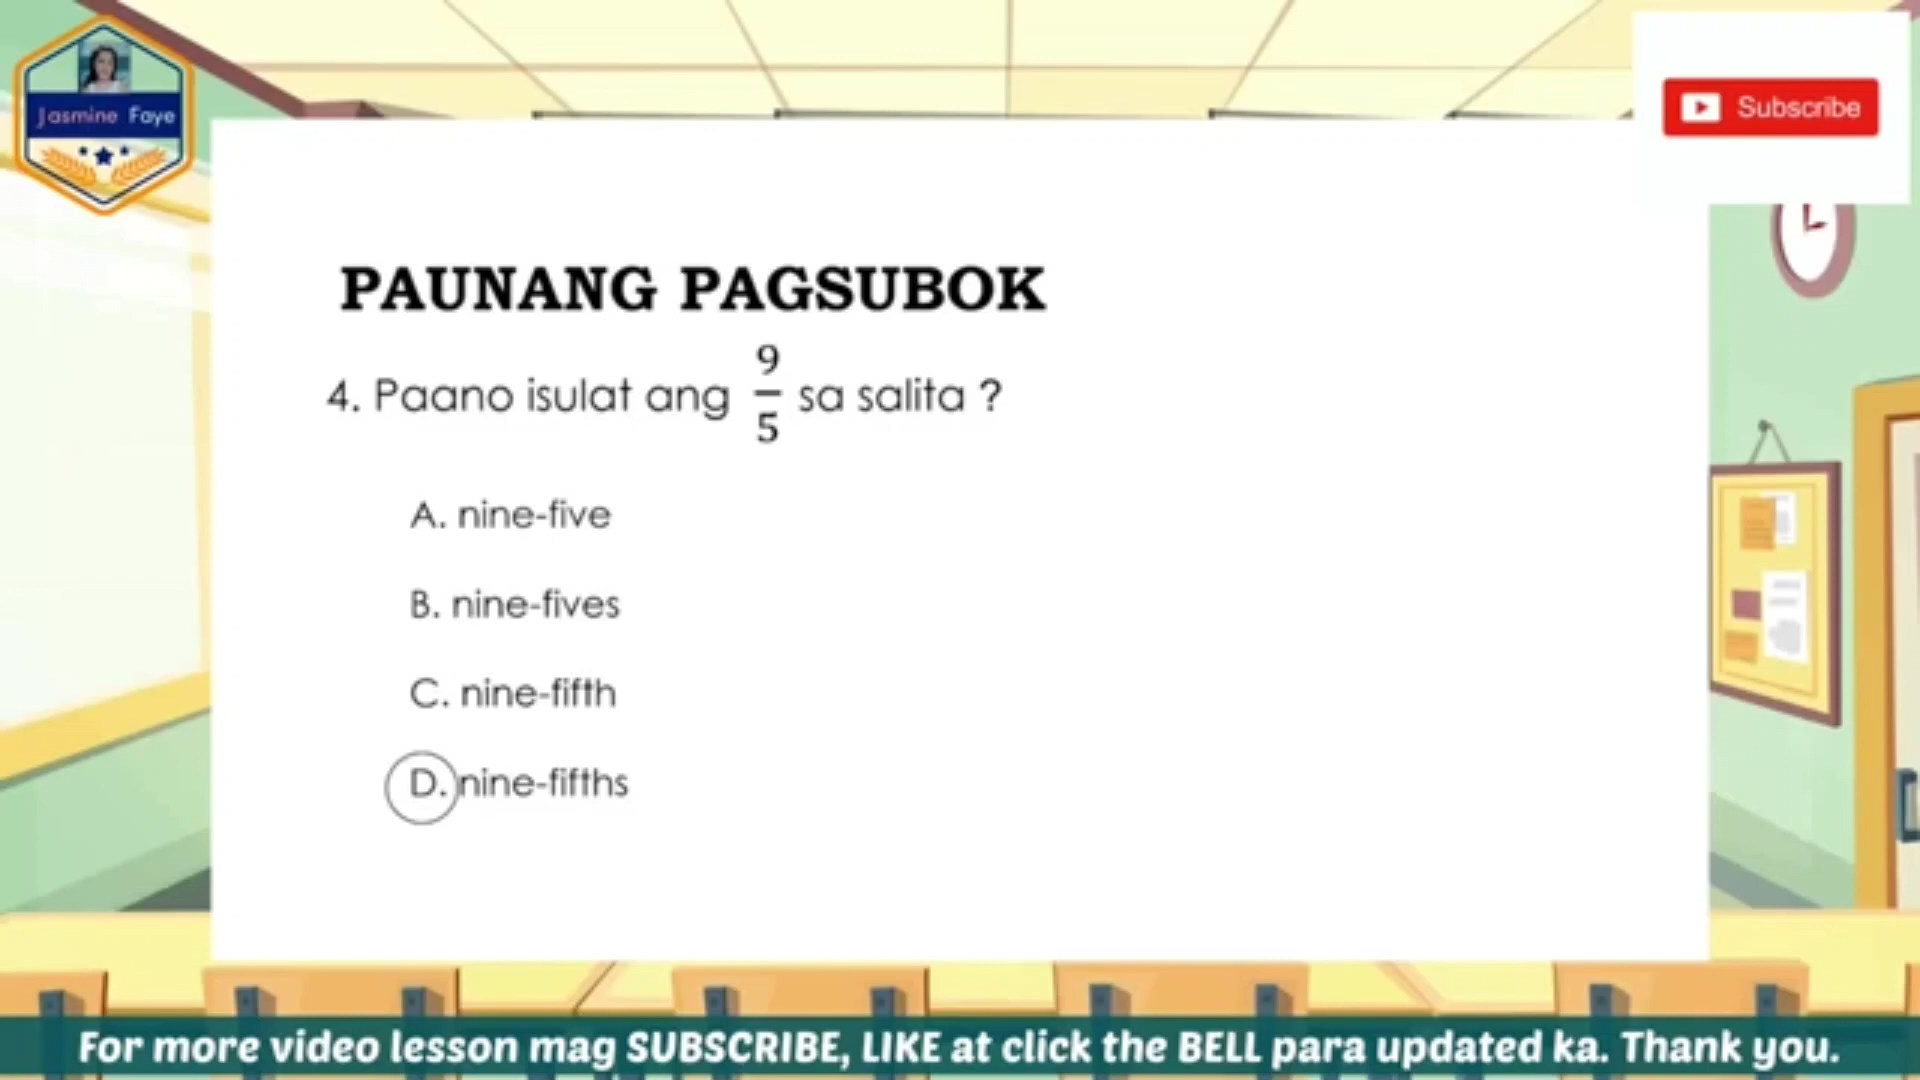 Jasmine Faye
Subscribe
PAUNANG PAGSUBOK
4. Paano isulat ang 9/5 sa salita ?
A. nine-five
B. nine-fives
C. nine-fifth
D. nine-fifths
For more video lesson mag SUBSCRIBE, LIKE at click the BELL para updated ka. Thank you.